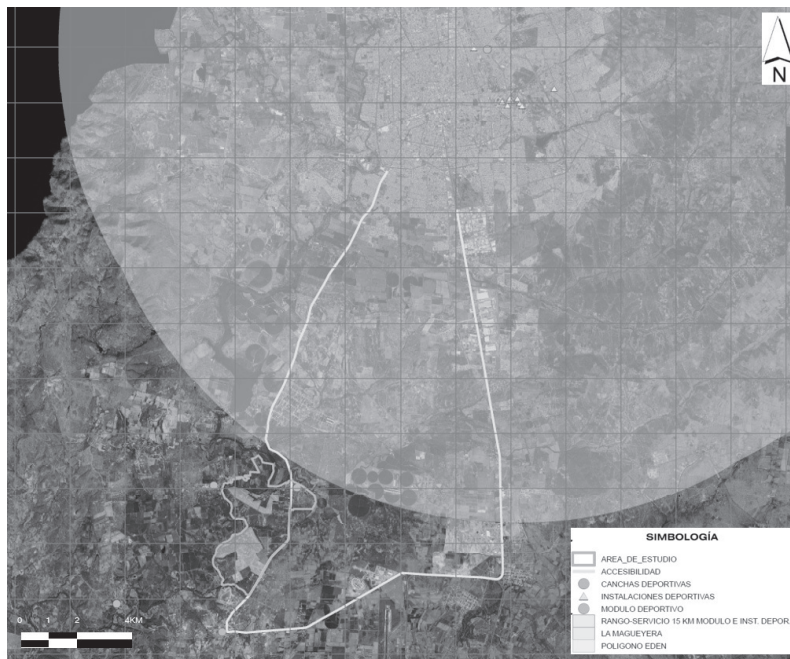 N
SIMBOLOGÍA
AREA_DE_ESTUDIO
ACCESIBILIDAD
CANCHAS DEPORTIVAS
INSTALACIONES DEPORTIVAS
MODULO DEPORTIVO
RANGO-SERVICIO 15 KM MODULO E INST. DEPOR.
LA MAGUEYERA
POLIGONO EDEN
0 1 2 4KM